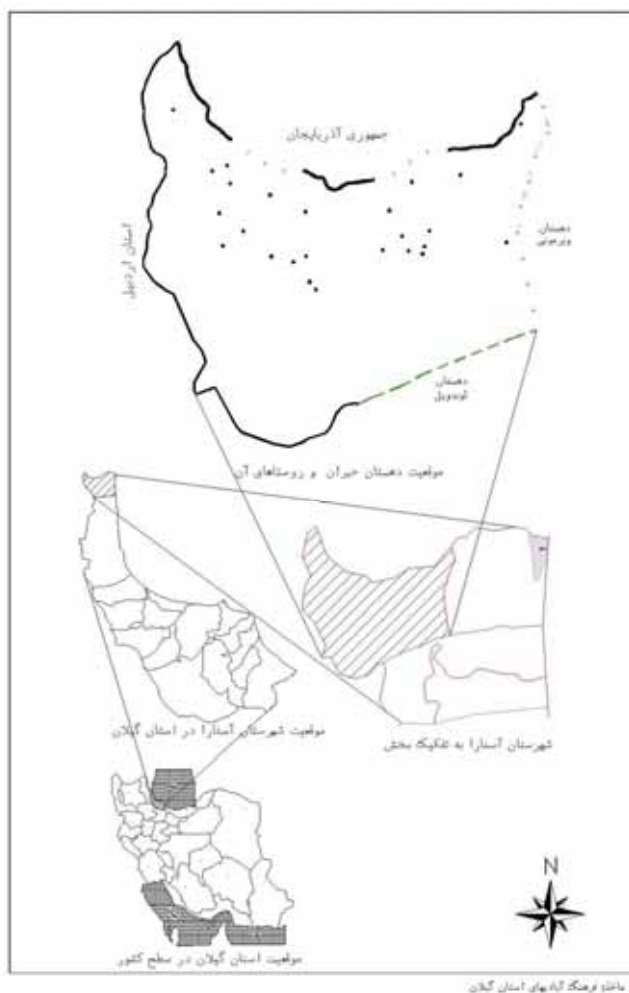 جمهوری آذربایجان
استان اردبیل
دهستان
ویرمونی
دهستان
لوندویل
موقعیت دهستان حیران و روستاهای آن
موقعیت شهرستان آستارا در استان گیلان
شهرستان آستارا به تفکیک بخش
N
موقعیت استان گیلان در سطح کشور
ماخذ: فرهنگ آبادیهای استان گیلان